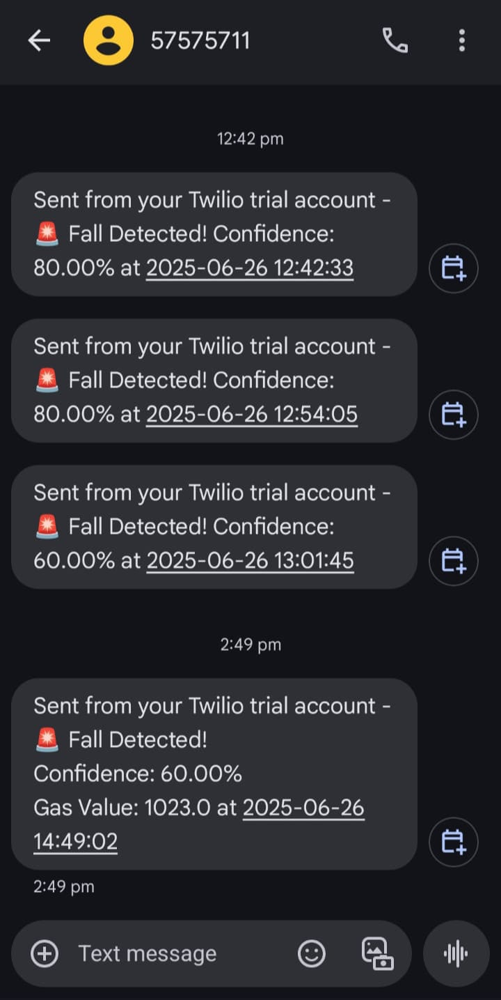 57575711
12:42 pm
Sent from your Twilio trial account -
🚨 Fall Detected! Confidence:
80.00% at 2025-06-26 12:42:33
Sent from your Twilio trial account -
🚨 Fall Detected! Confidence:
80.00% at 2025-06-26 12:54:05
Sent from your Twilio trial account -
🚨 Fall Detected! Confidence:
60.00% at 2025-06-26 13:01:45
2:49 pm
Sent from your Twilio trial account -
🚨 Fall Detected!
Confidence: 60.00%
Gas Value: 1023.0 at 2025-06-26
14:49:02
2:49 pm
Text message